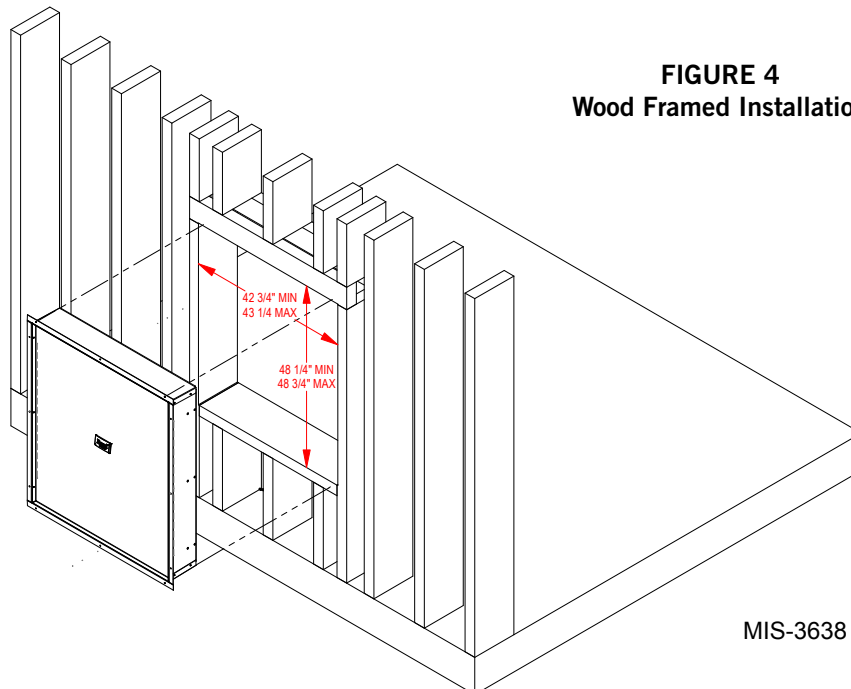 FIGURE 4
Wood Framed Installatio
42 3/4" MIN
43 1/4 MAX
48 1/4" MIN
48 3/4" MAX
MIS-3638